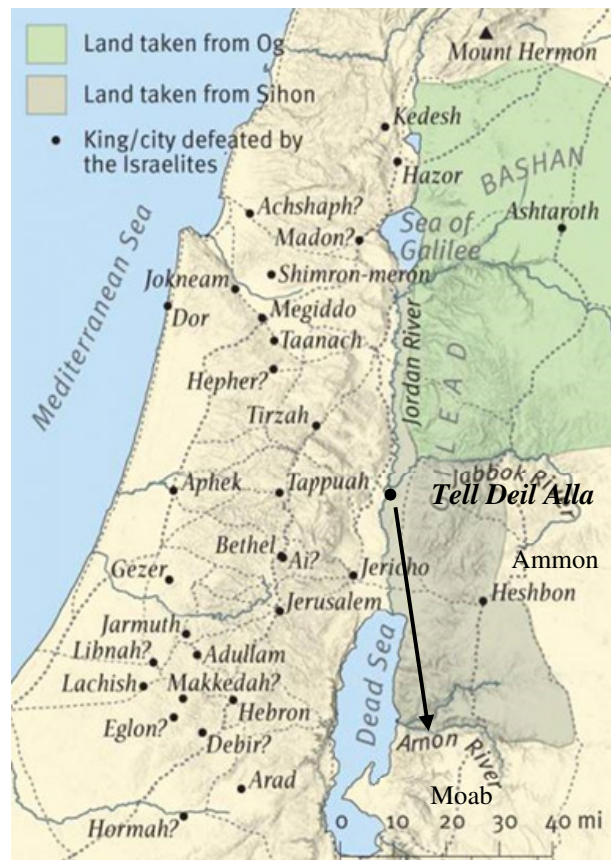 Land taken from Og
Mount Hermon
Land taken from Sihon
King/city defeated by
the Israelites
Kedesh
Hazor
BASHAN
Achshaph?
Sea of
Galilee
Ashtaroth
Madon?
Mediterranean Sea
Shimron-meron
Jokneam
Dor
Megiddo
Taanach
Jordan River
LEAD
Hepher?
Tirzah
Jabbok River
Aphek
Tappuah
Tell Deil Alla
Bethel
Ai?
Ammon
Gezer
Jericho
Heshbon
Jerusalem
Jarmuth
Libnah?
Adullam
Dead Sea
Lachish
Makkedah?
Hebron
Eglon?
Debir?
Arnon River
Arad
Moab
Hormah?
0 10 20 30 40 mi